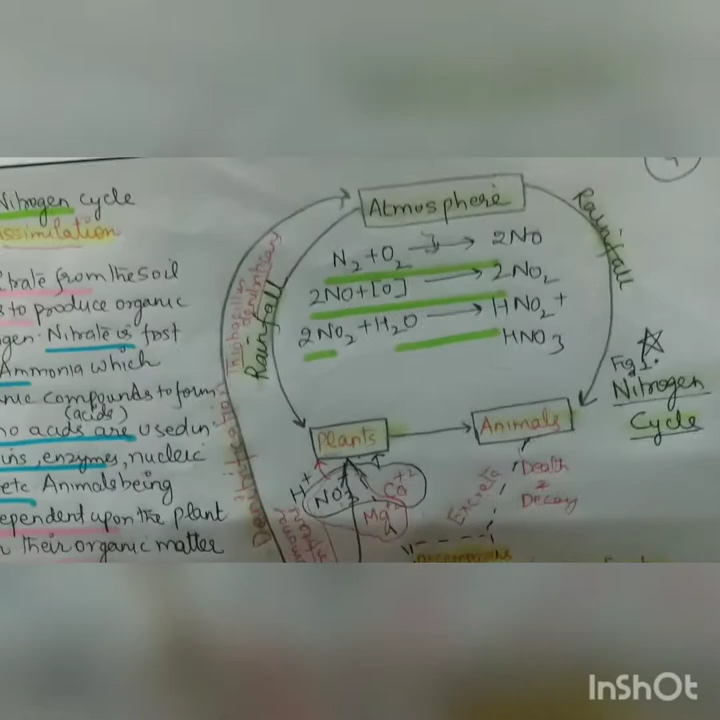 Nitrogen cycle
assimilation
trate from the soil
s to produce organic
gen. Nitrate is first
Ammonia which
nic compounds to form
(acids)
no acids are used in
ins, enzymes, nucleic
etc Animals being
ependent upon the plant
their organic matter
Atmosphere
N2 + O2 → 2NO
2NO + [O] → 2NO2
2NO2 + H2O → HNO2 +
HNO3
Rainfall
Rainfall
Denitrification
Plants
Animals
Fig 1.
Nitrogen
Cycle
H+
NO3
Ca+2
Mg
Excreta
Death
&
Decay
InShOt